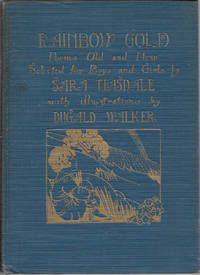 RAINBOW GOLD
Poems Old and New
Selected for Boys and Girls by
SARA TEASDALE
with illustrations by
DUGALD WALKER